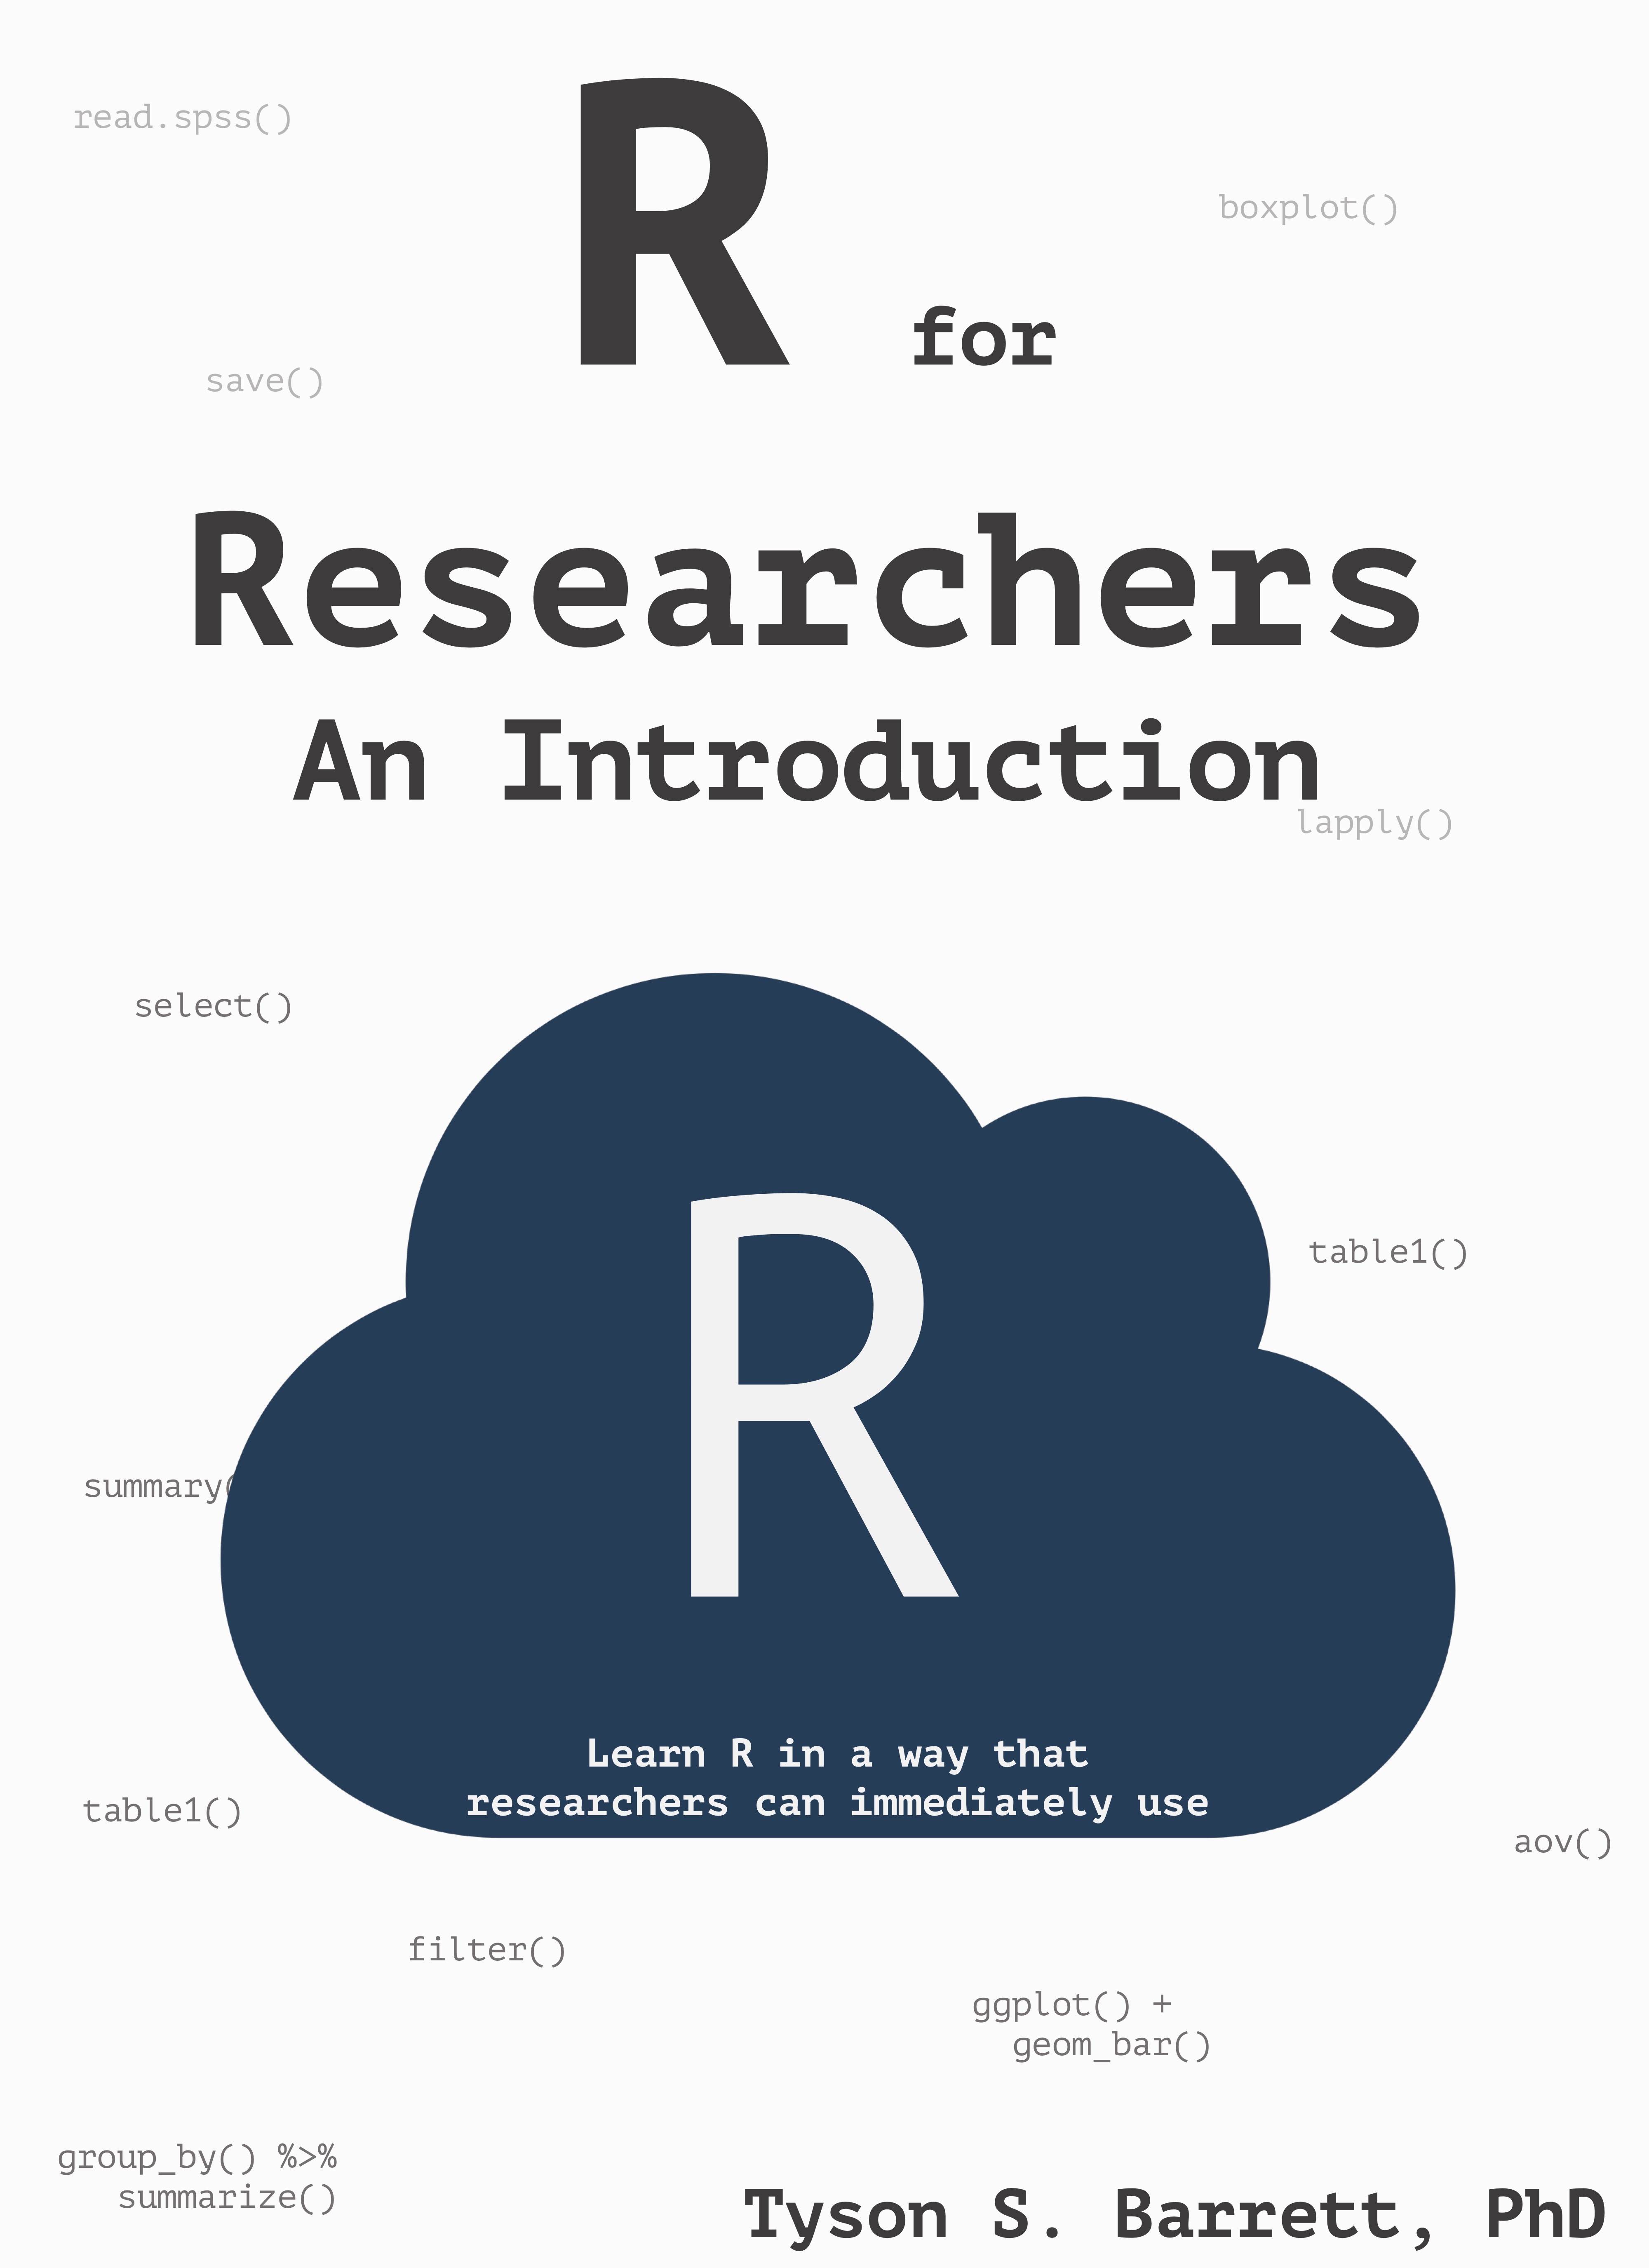 read.spss()
R for
boxplot()
save()
Researchers
An Introduction
lapply()
select()
R
table1()
summary(
Learn R in a way that
researchers can immediately use
table1()
aov()
filter()
ggplot() +
geom_bar()
group_by() %>%
summarize()
Tyson S. Barrett, PhD